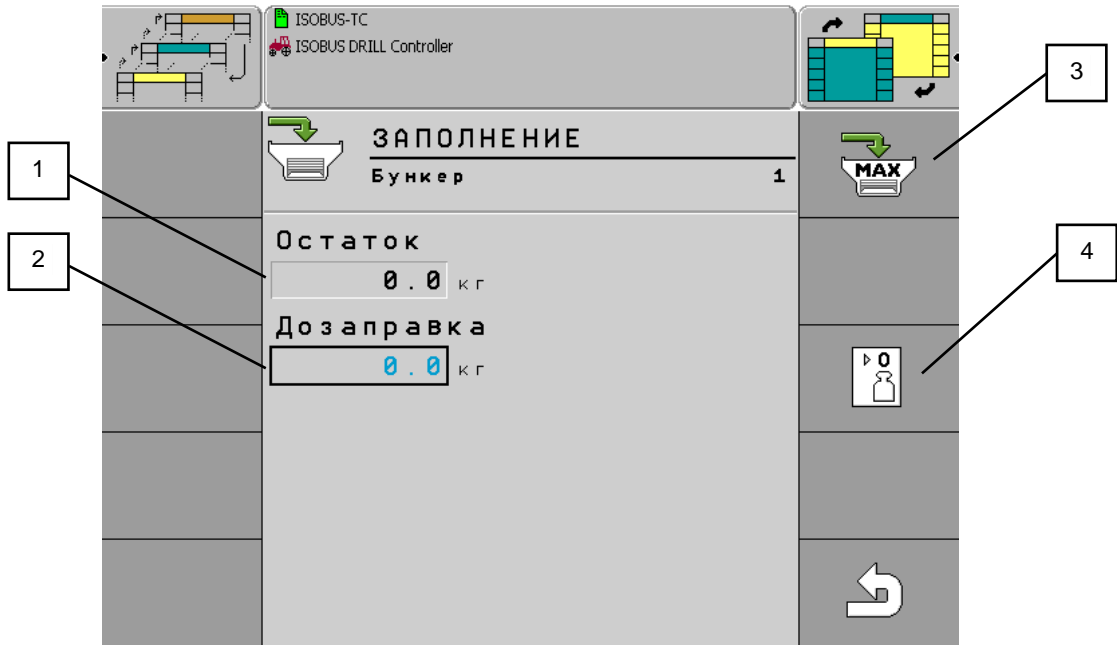 ISOBUS-TC
ISOBUS DRILL Controller
3
ЗАПОЛНЕНИЕ
Бункер 1
MAX
1
Остаток
0.0 кг
2
4
Дозаправка
0.0 кг
0